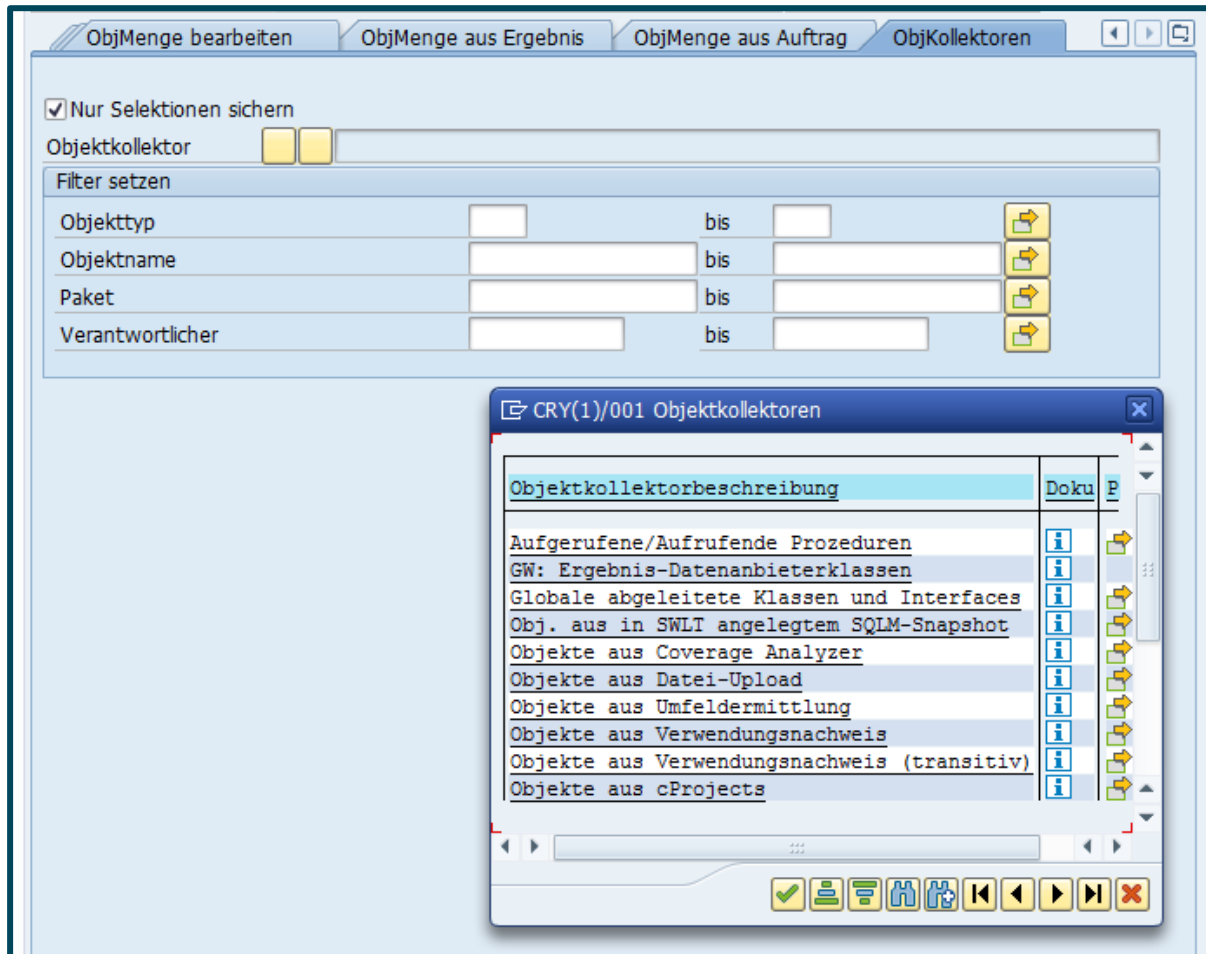 ObjMenge bearbeiten ObjMenge aus Ergebnis ObjMenge aus Auftrag ObjKollektoren
Nur Selektionen sichern
Objektkollektor
Filter setzen
Objekttyp bis
Objektname bis
Paket bis
Verantwortlicher bis
CRY(1)/001 Objektkollektoren
Objektkollektorbeschreibung Doku P
Aufgerufene/Aufrufende Prozeduren
GW: Ergebnis-Datenanbieterklassen
Globale abgeleitete Klassen und Interfaces
Obj. aus in SWLT angelegtem SQLM-Snapshot
Objekte aus Coverage Analyzer
Objekte aus Datei-Upload
Objekte aus Umfeldermittlung
Objekte aus Verwendungsnachweis
Objekte aus Verwendungsnachweis (transitiv)
Objekte aus cProjects